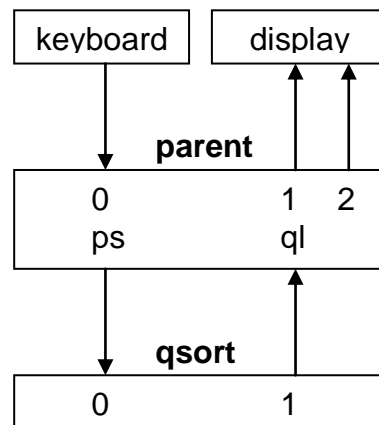 keyboard display
parent
0 1 2
ps ql
qsort
0 1